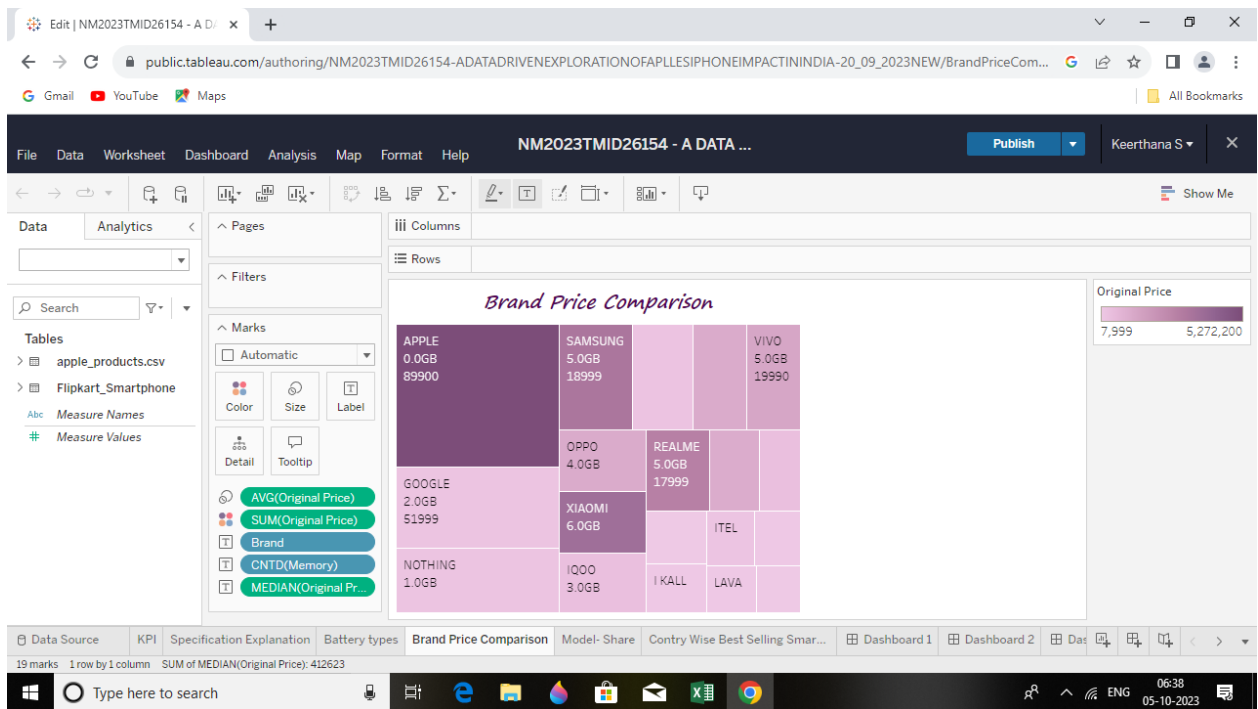 Edit | NM2023TMID26154 - A D
public.tableau.com/authoring/NM2023TMID26154-ADATADRIVENEXPLORATIONOFAPLLESIPHONEIMPACTININDIA-20_09_2023NEW/BrandPriceCom...
Gmail YouTube Maps All Bookmarks
NM2023TMID26154 - A DATA ...
Publish Keerthana S
File Data Worksheet Dashboard Analysis Map Format Help
Show Me
Data Analytics
Pages
iii Columns
Rows
Filters
Search
Tables
apple_products.csv
Flipkart_Smartphone
Abc Measure Names
# Measure Values
Marks
Automatic
Color Size Label
Detail Tooltip
AVG(Original Price)
SUM(Original Price)
Brand
CNTD(Memory)
MEDIAN(Original Pr...
Brand Price Comparison
APPLE
0.0GB
89900
SAMSUNG
5.0GB
18999
VIVO
5.0GB
19990
OPPO
4.0GB
REALME
5.0GB
17999
GOOGLE
2.0GB
51999
XIAOMI
6.0GB
ITEL
NOTHING
1.0GB
IQOO
3.0GB
I KALL
LAVA
Original Price
7,999 5,272,200
Data Source KPI Specification Explanation Battery types Brand Price Comparison Model- Share Contry Wise Best Selling Smar... Dashboard 1 Dashboard 2 Das
19 marks 1 row by 1 column SUM of MEDIAN(Original Price): 412623
Type here to search
ENG
06:38
05-10-2023